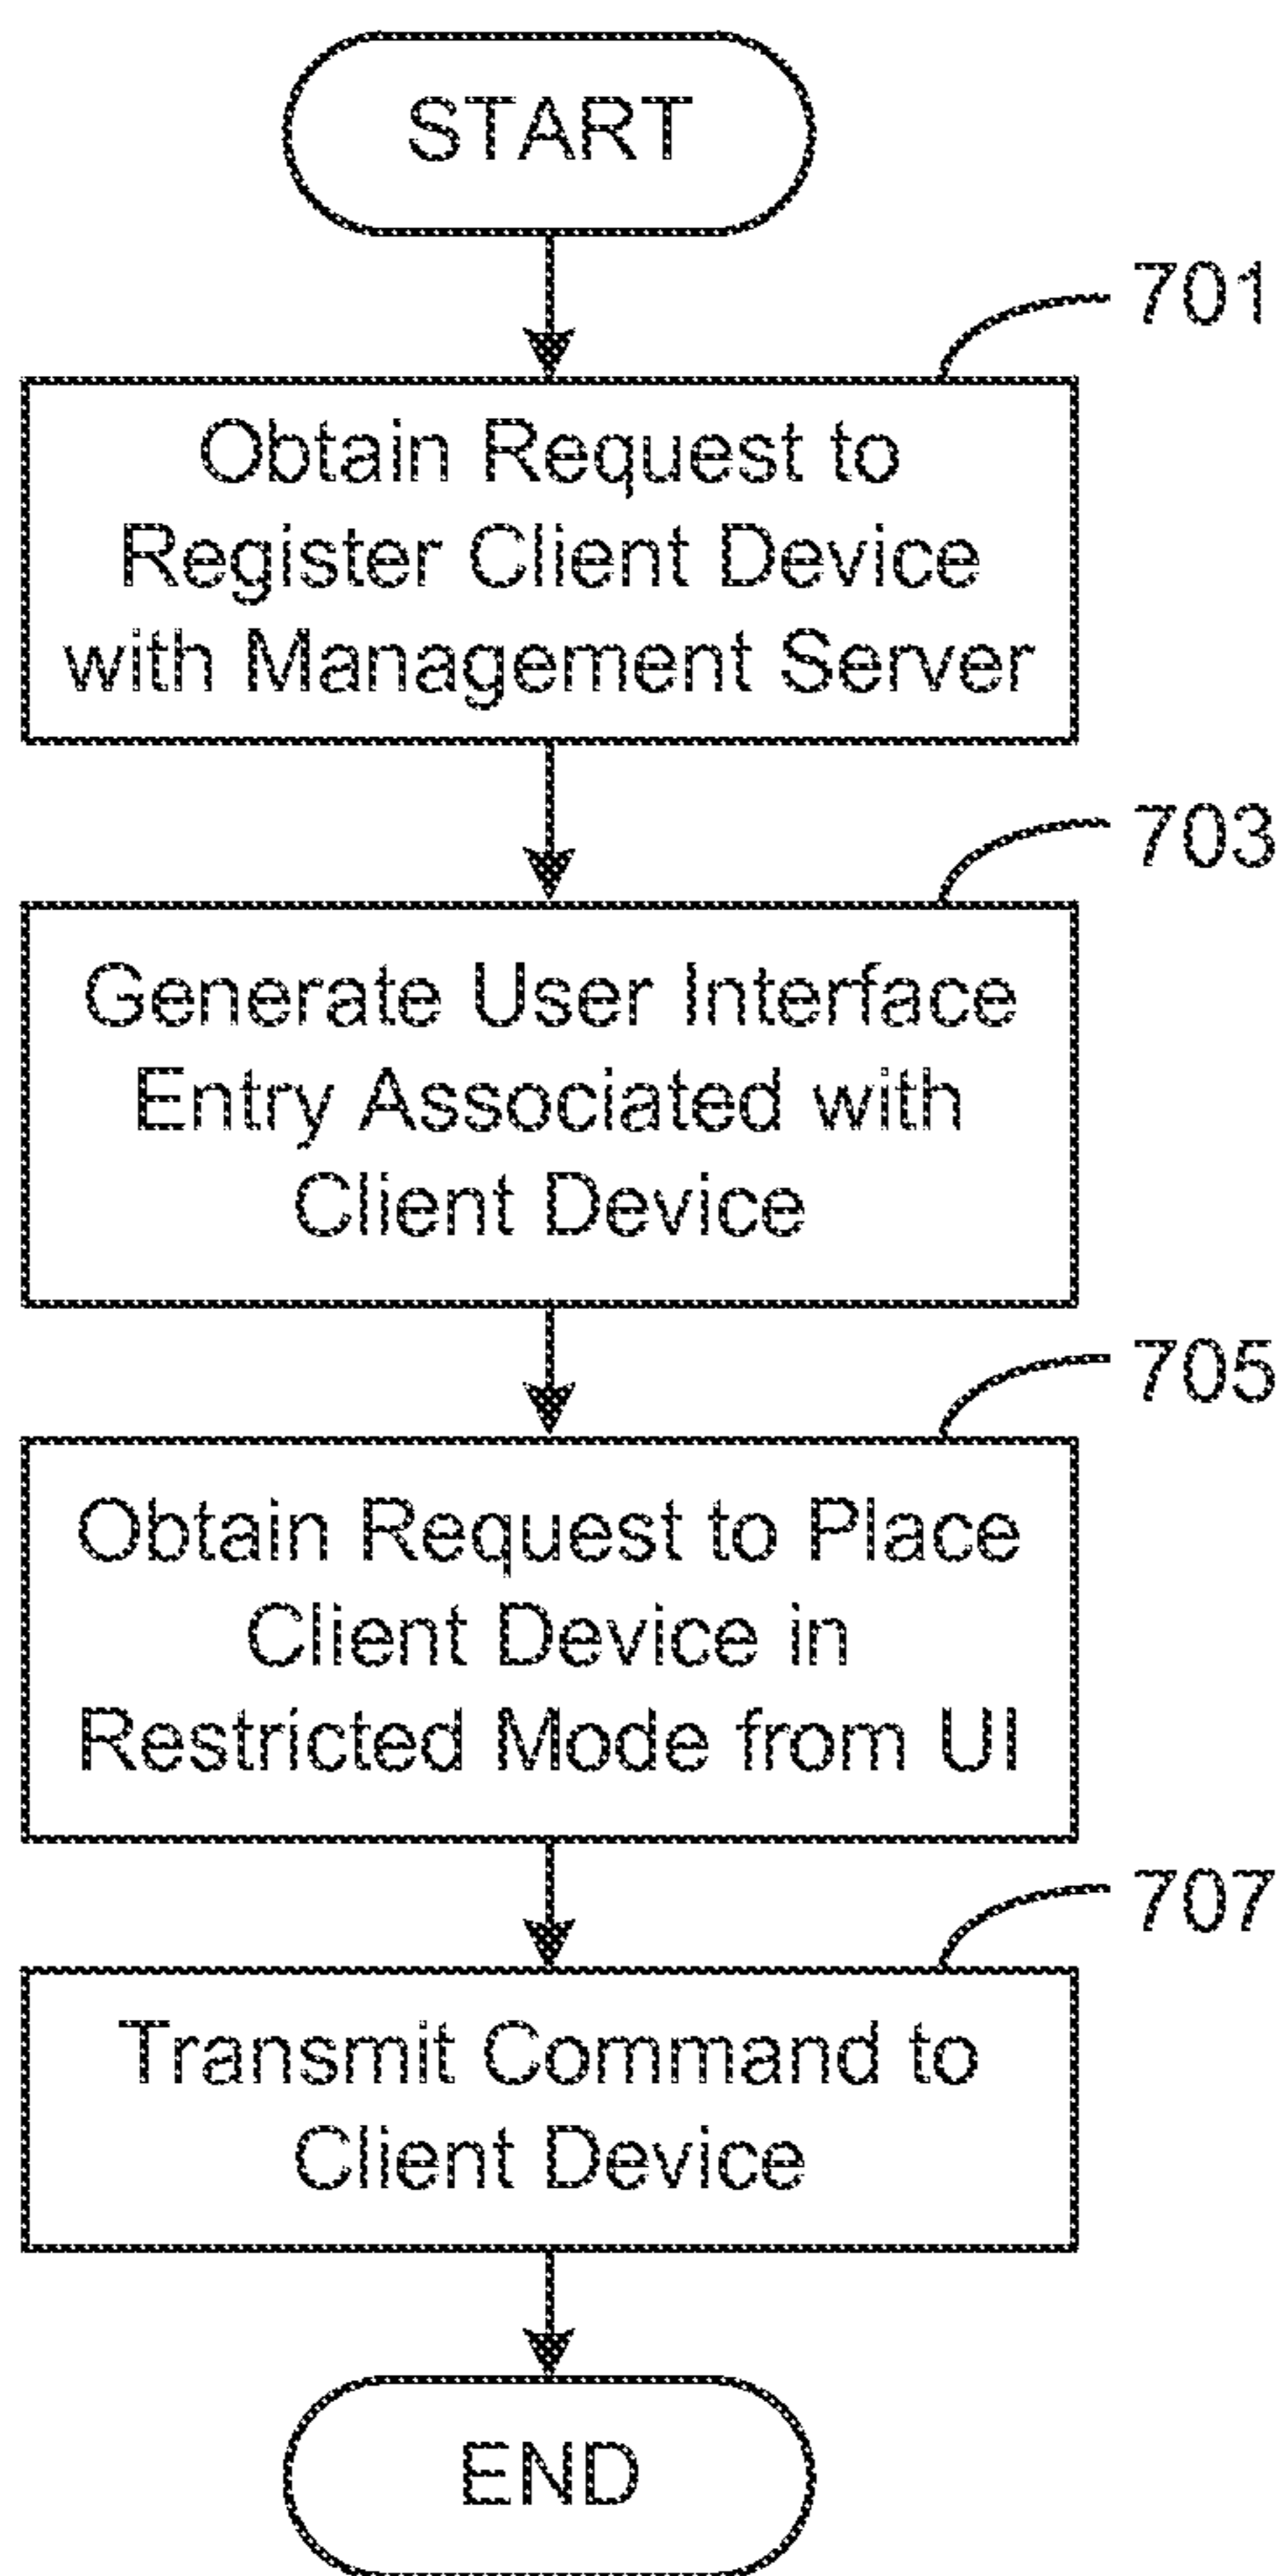 START
701
Obtain Request to
Register Client Device
with Management Server
703
Generate User Interface
Entry Associated with
Client Device
705
Obtain Request to Place
Client Device in
Restricted Mode from UI
707
Transmit Command to
Client Device
END